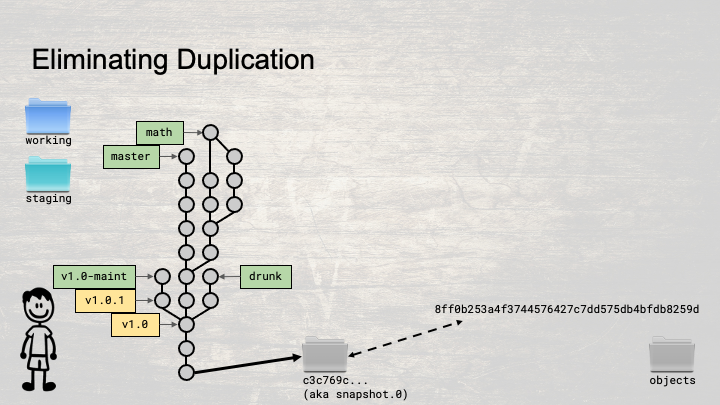 Eliminating Duplication
working
math
master
staging
v1.0-maint
drunk
v1.0.1
v1.0
8ff0b253a4f3744576427c7dd575db4bfdb8259d
c3c769c...
(aka snapshot.0)
objects